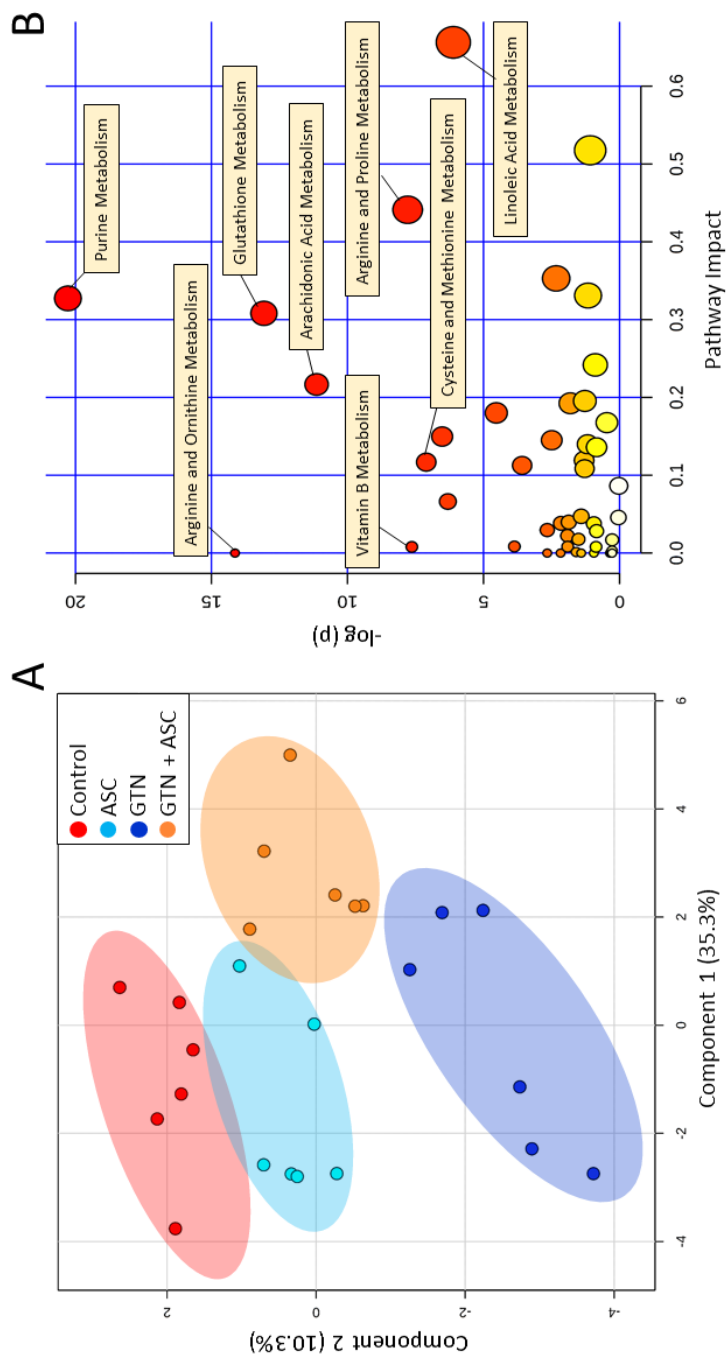 A
Component 2 (10.3%)
2
0
-2
-4
Control
ASC
GTN
GTN + ASC
-4
-2
0
2
4
6
Component 1 (35.3%)
B
-log (p)
20
15
10
5
0
Purine Metabolism
Arginine and Ornithine Metabolism
Glutathione Metabolism
Arachidonic Acid Metabolism
Arginine and Proline Metabolism
Vitamin B Metabolism
Cysteine and Methionine Metabolism
Linoleic Acid Metabolism
0.0
0.1
0.2
0.3
0.4
0.5
0.6
Pathway Impact